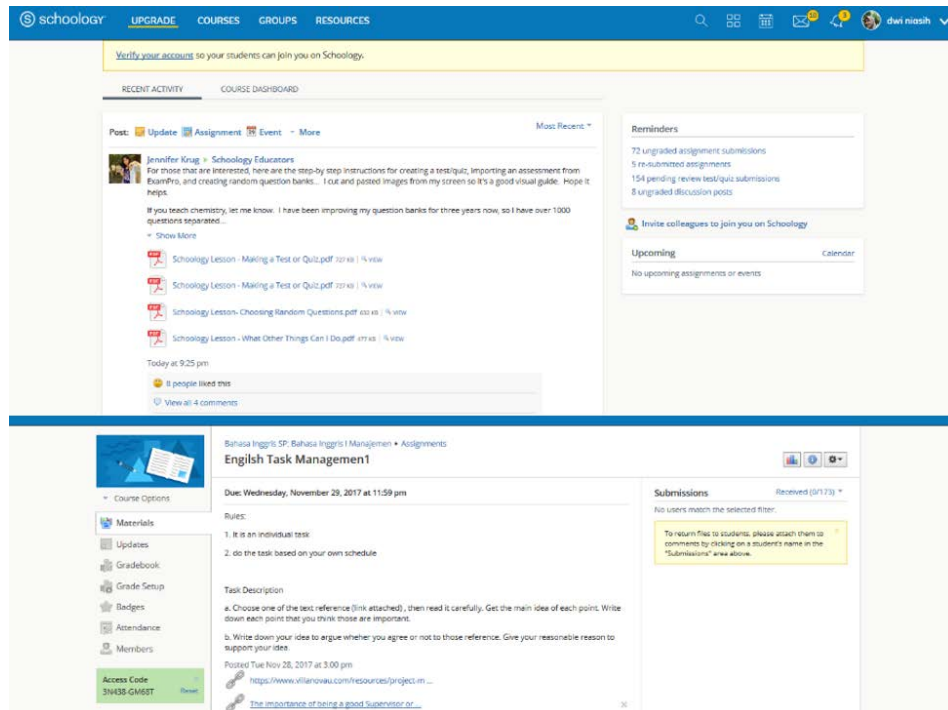 schoology
UPGRADE COURSES GROUPS RESOURCES
dwi niasih
Verify your account so your students can join you on Schoology.
RECENT ACTIVITY COURSE DASHBOARD
Post: Update Assignment Event More
Most Recent
Jennifer Krug Schoology Educators
For those that are interested, here are the step-by step instructions for creating a test/quiz, importing an assessment from
ExamPro, and creating random question banks... I cut and pasted images from my screen so it's a good visual guide. Hope it
helps.
If you teach chemistry, let me know. I have been improving my question banks for three years now, so I have over 1000
questions separated...
Show More
Schoology Lesson - Making a Test or Quiz.pdf 727 KB | VIEW
Schoology Lesson - Making a Test or Quiz.pdf 727 KB | VIEW
Schoology Lesson- Choosing Random Questions.pdf KB | VIEW
Schoology Lesson - What Other Things Can I Do.pdf 477 KB | VIEW
Today at 9:25 pm
8 people liked this
View all 4 comments
Reminders
72 ungraded assignment submissions
5 re-submitted assignments
154 pending review test/quiz submissions
8 ungraded discussion posts
Invite colleagues to join you on Schoology
Upcoming Calendar
No upcoming assignments or events
Course Options
Materials
Updates
Gradebook
Grade Setup
Badges
Attendance
Members
Access Code
3N438-GM68T Reset
Bahasa Inggris SP: Bahasa Inggris I Manajemen • Assignments
Engilsh Task Management1
Due: Wednesday, November 29, 2017 at 11:59 pm
Rules:
1. It is an individual task
2. do the task based on your own schedule
Task Description
a. Choose one of the text reference (link attached) , then read it carefully. Get the main idea of each point. Write
down each point that you think those are important.
b. Write down your idea to argue wheher you agree or not to those reference. Give your reasonable reason to
support your idea.
Posted Tue Nov 28, 2017 at 3:00 pm
https://www.villanovau.com/resources/project-m ...
The importance of being a good Supervisor or...
Submissions Received (0/173)
No users match the selected filter.
To return files to students, please attach them to
comments by clicking on a student's name in the
"Submissions" area above.